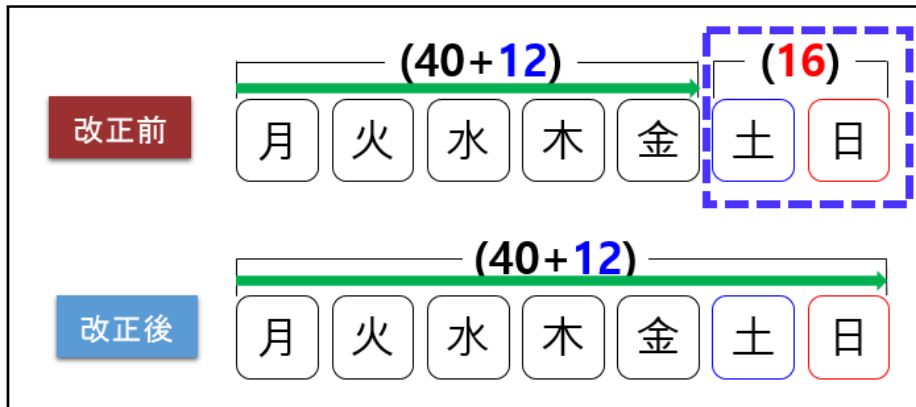 (40+12) (16)
改正前 月 火 水 木 金 土 日
(40+12)
改正後 月 火 水 木 金 土 日